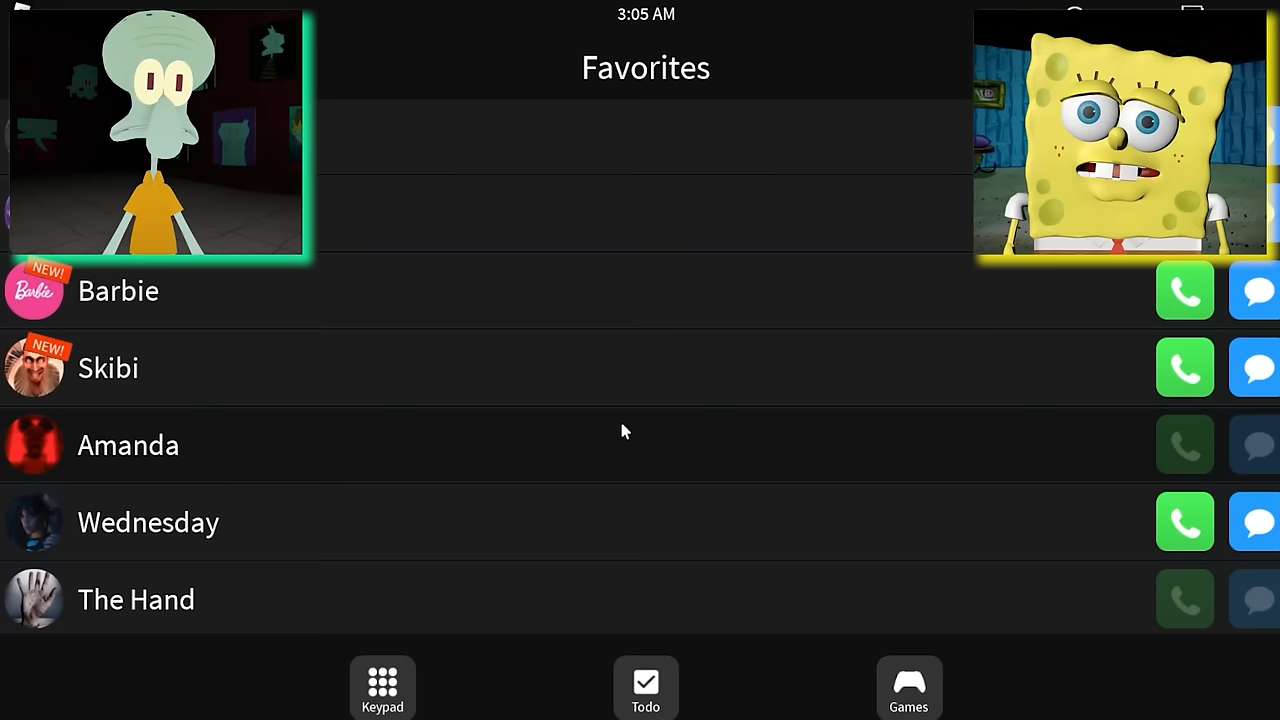 3:05 AM
Favorites
NEW!
Barbie
Barbie
NEW!
Skibi
Amanda
Wednesday
The Hand
Keypad
Todo
Games